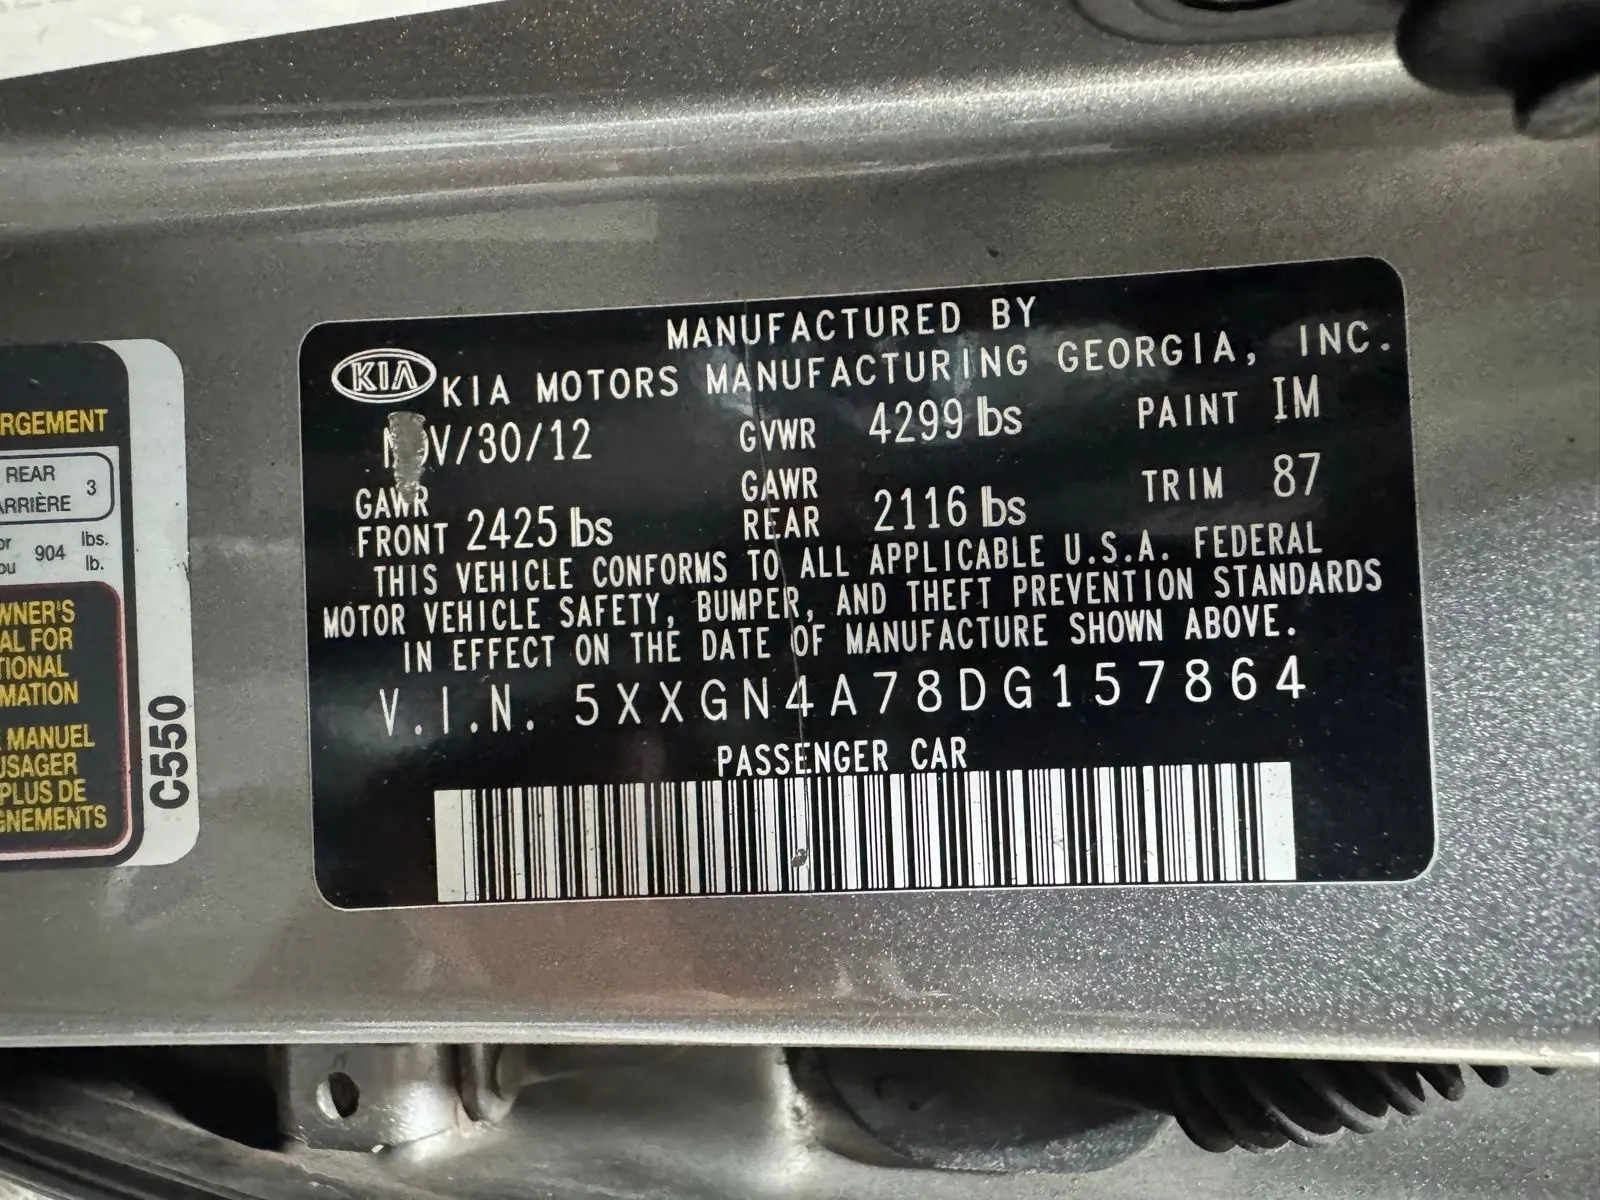 RGEMENT
REAR
ARRIÈRE 3
or 904 lbs.
ou lb.
WNER'S
AL FOR
TIONAL
MATION
MANUEL
USAGER
PLUS DE
GNEMENTS
C550
MANUFACTURED BY
KIA KIA MOTORS MANUFACTURING GEORGIA, INC.
NOV/30/12 GVWR 4299 lbs PAINT IM
GAWR GAWR TRIM 87
FRONT 2425 lbs REAR 2116 lbs
THIS VEHICLE CONFORMS TO ALL APPLICABLE U.S.A. FEDERAL
MOTOR VEHICLE SAFETY, BUMPER, AND THEFT PREVENTION STANDARDS
IN EFFECT ON THE DATE OF MANUFACTURE SHOWN ABOVE.
V.I.N. 5XXGN4A78DG157864
PASSENGER CAR